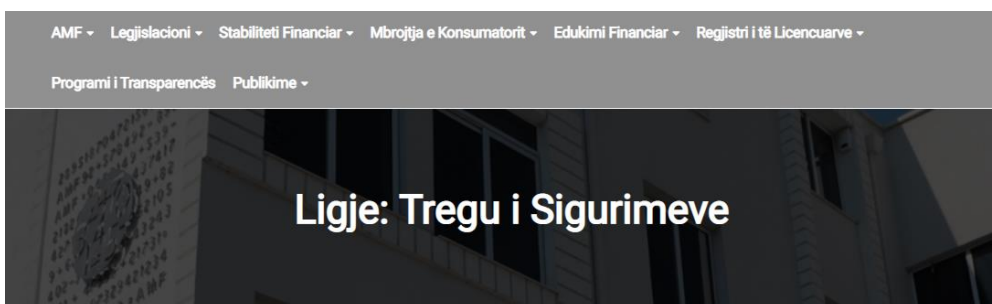 AMF Legjislacioni Stabiliteti Financiar Mbrojtja e Konsumatorit Edukimi Financiar Regjistri i të Licencuarve
Programi i Transparencës Publikime
Ligje: Tregu i Sigurimeve